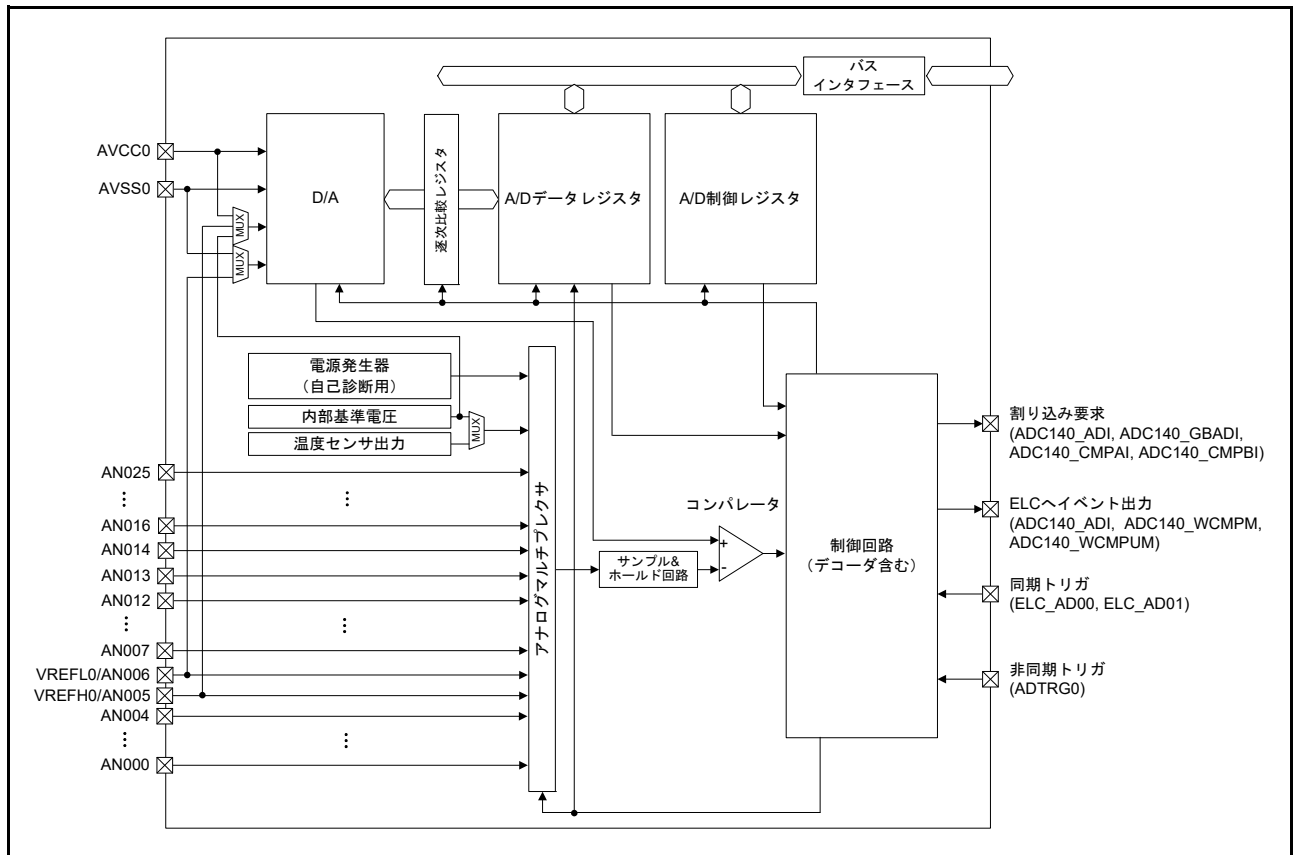 バス
インタフェース
AVCC0
AVSS0
MUX
MUX
D/A
逐次比較レジスタ
A/Dデータレジスタ
A/D制御レジスタ
電源発生器
(自己診断用)
内部基準電圧
温度センサ出力
MUX
アナログマルチプレクサ
AN025
⋮
⋮
AN016
AN014
AN013
AN012
⋮
⋮
AN007
VREFL0/AN006
VREFH0/AN005
AN004
⋮
⋮
AN000
サンプル&
ホールド回路
コンパレータ
+
-
制御回路
(デコーダ含む)
割り込み要求
(ADC140_ADI, ADC140_GBADI,
ADC140_CMPAI, ADC140_CMPBI)
ELCへイベント出力
(ADC140_ADI, ADC140_WCMPM,
ADC140_WCMPUM)
同期トリガ
(ELC_AD00, ELC_AD01)
非同期トリガ
(ADTRG0)